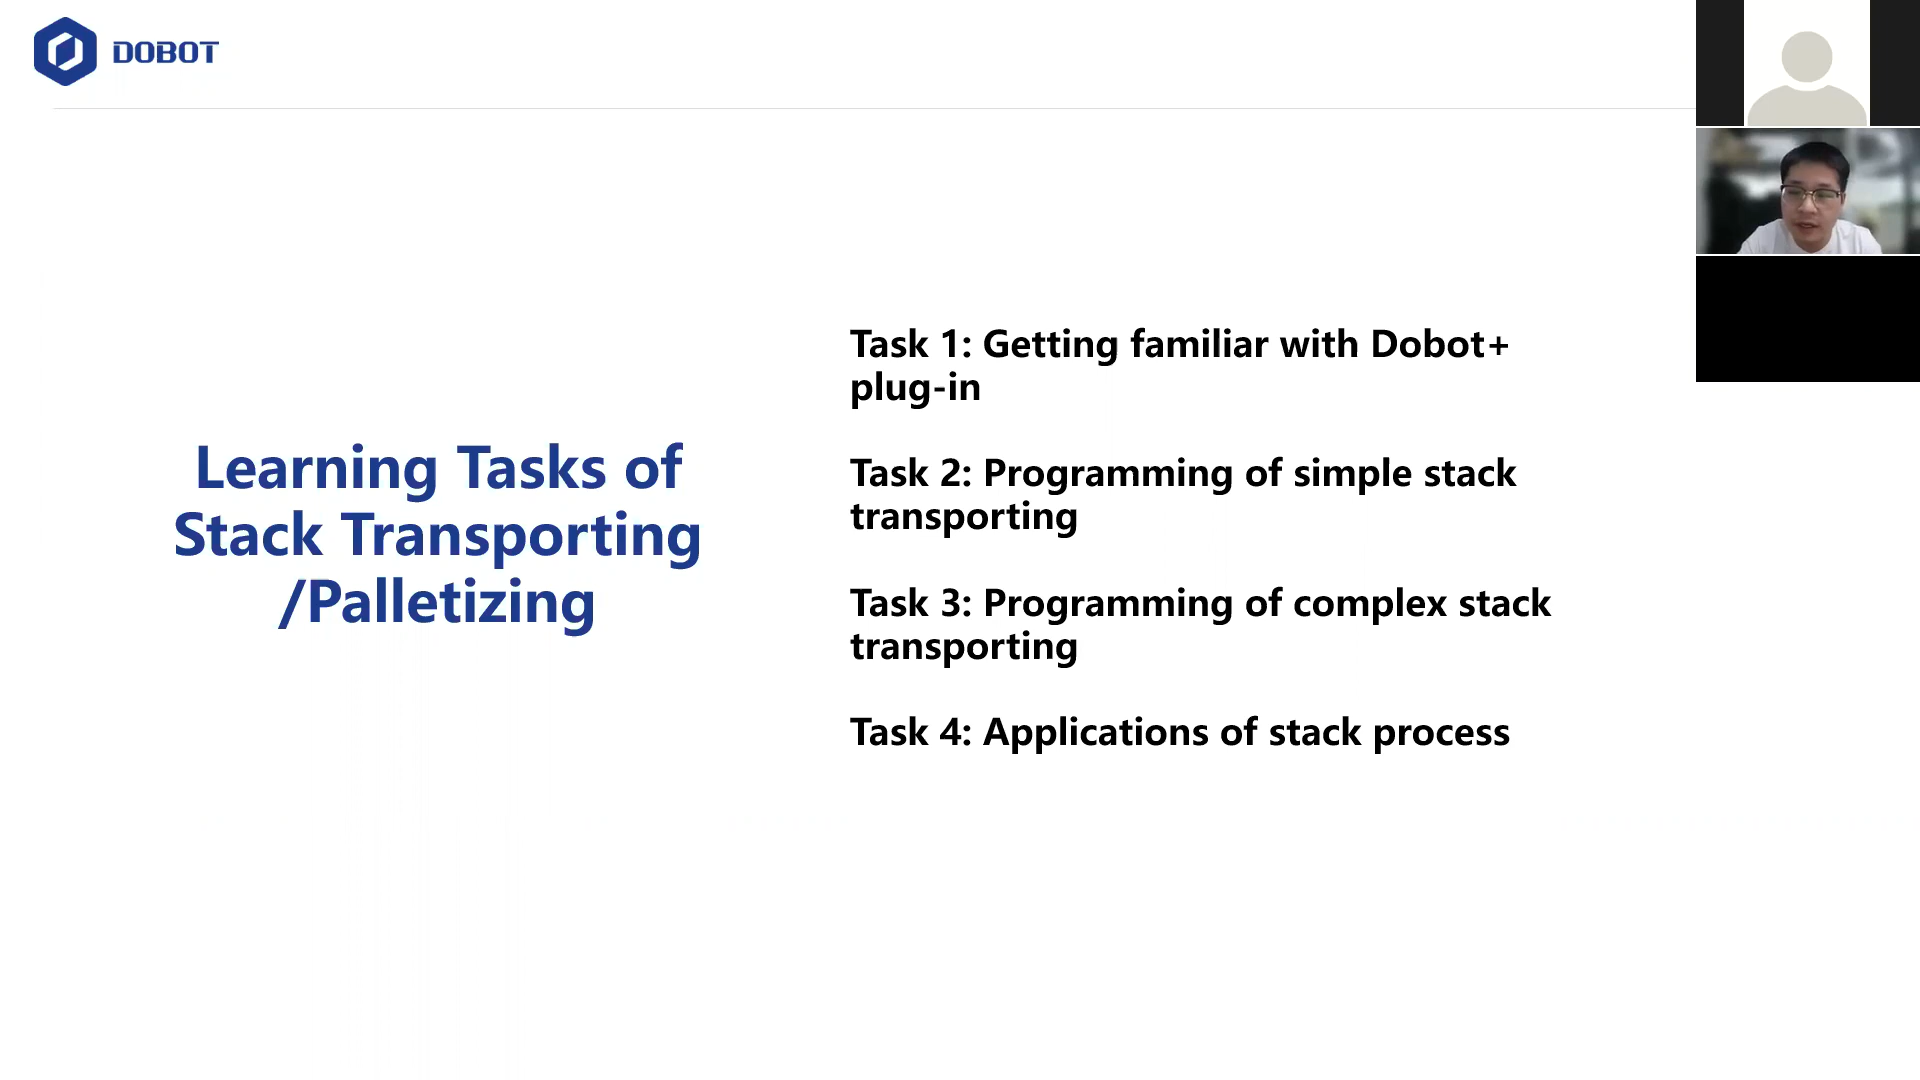 DOBOT
Learning Tasks of
Stack Transporting
/Palletizing
Task 1: Getting familiar with Dobot+
plug-in
Task 2: Programming of simple stack
transporting
Task 3: Programming of complex stack
transporting
Task 4: Applications of stack process